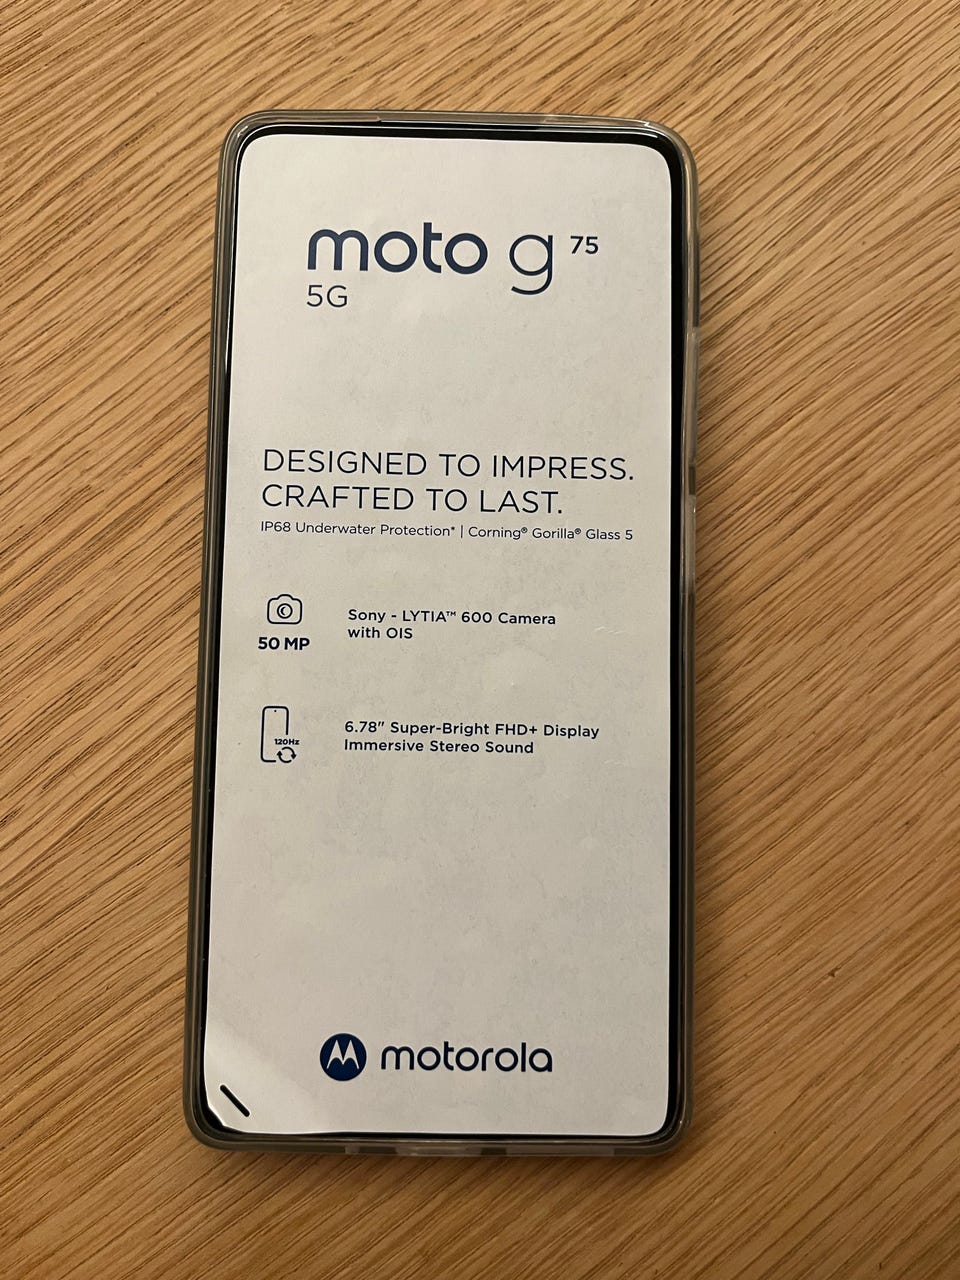 moto g 75
5G
DESIGNED TO IMPRESS.
CRAFTED TO LAST.
IP68 Underwater Protection* | Corning® Gorilla® Glass 5
50 MP
Sony - LYTIA™ 600 Camera
with OIS
120Hz
6.78" Super-Bright FHD+ Display
Immersive Stereo Sound
motorola